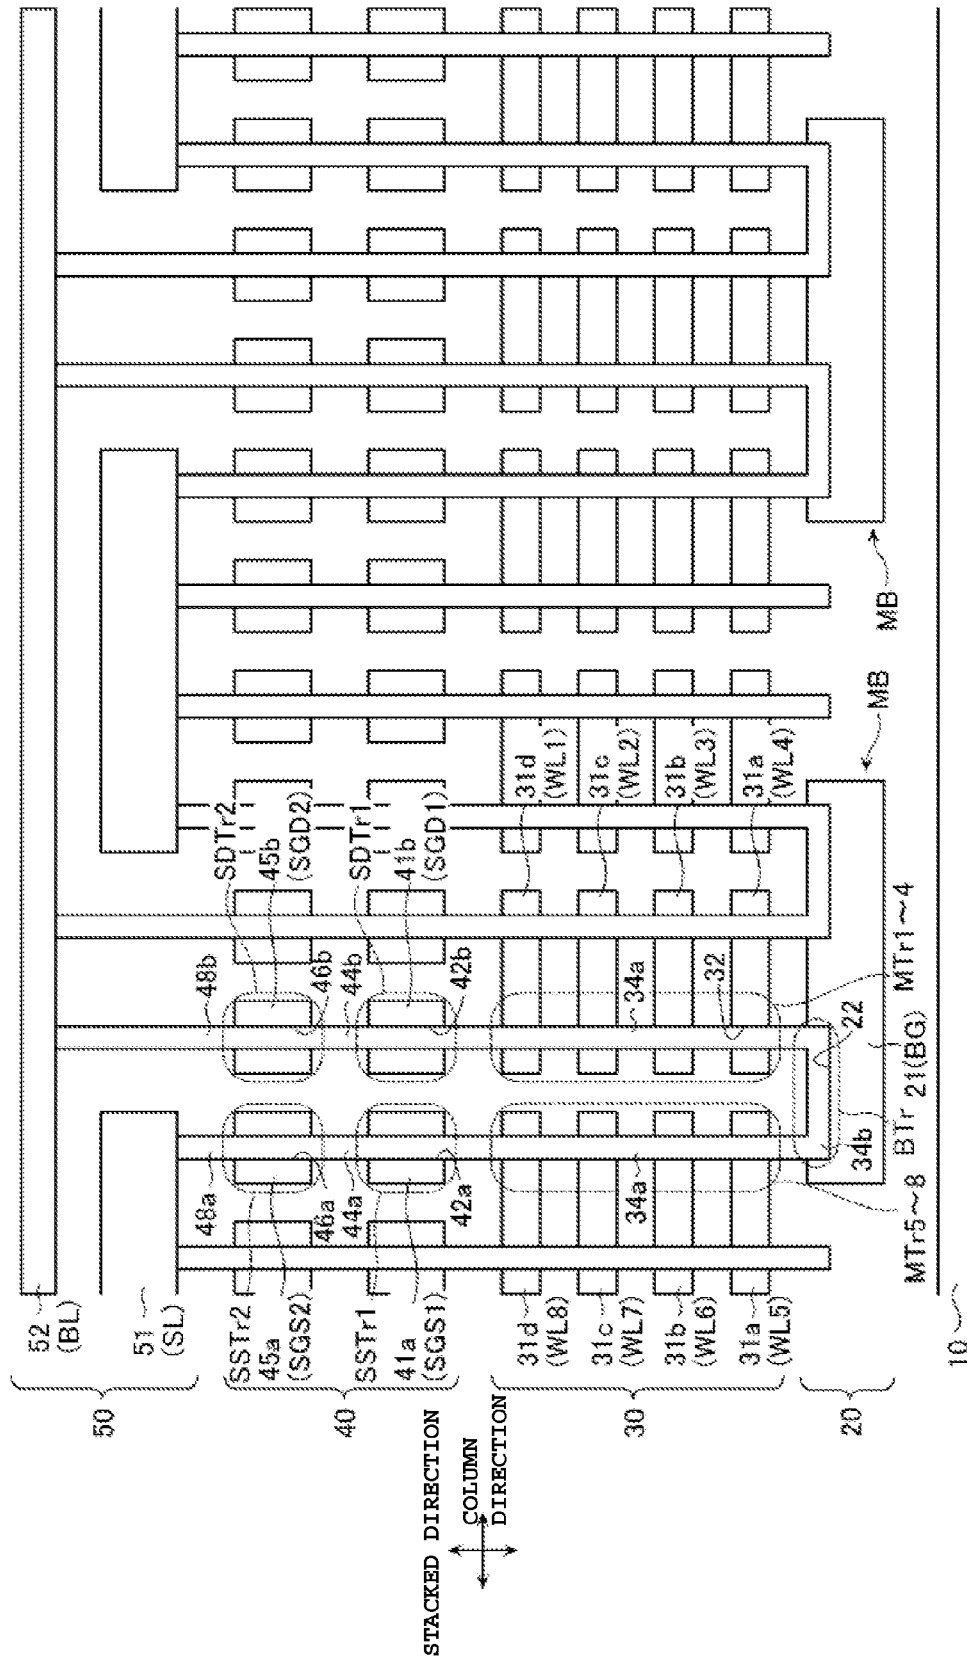 52
(BL)
51
(SL)
50
SSTr2
45a
(SGS2)
SSTr1
41a
(SGS1)
40
31d
(WL8)
31c
(WL7)
31b
(WL6)
31a
(WL5)
30
20
10
48a
46a
44a
42a
34a
MTr5~8
48b
46b
44b
42b
34a
32
22
34b
BTr
21(BG)
MTr1~4
SDTr2
45b
(SGD2)
SDTr1
41b
(SGD1)
31d
(WL1)
31c
(WL2)
31b
(WL3)
31a
(WL4)
MB
MB
STACKED DIRECTION
COLUMN
DIRECTION